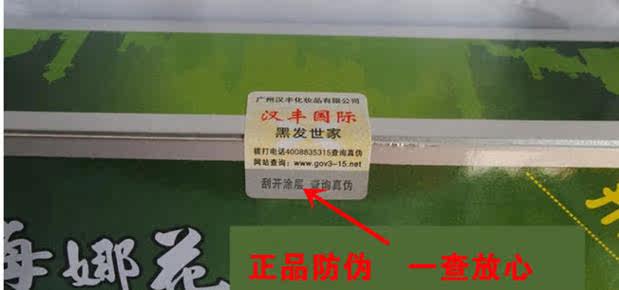 广州汉丰化妆品有限公司
汉丰国际
黑发世家
拨打电话4008835315查询真伪
网站查询：www.gov3-15.net
刮开涂层 查询真伪
正品防伪 一查放心
海娜花